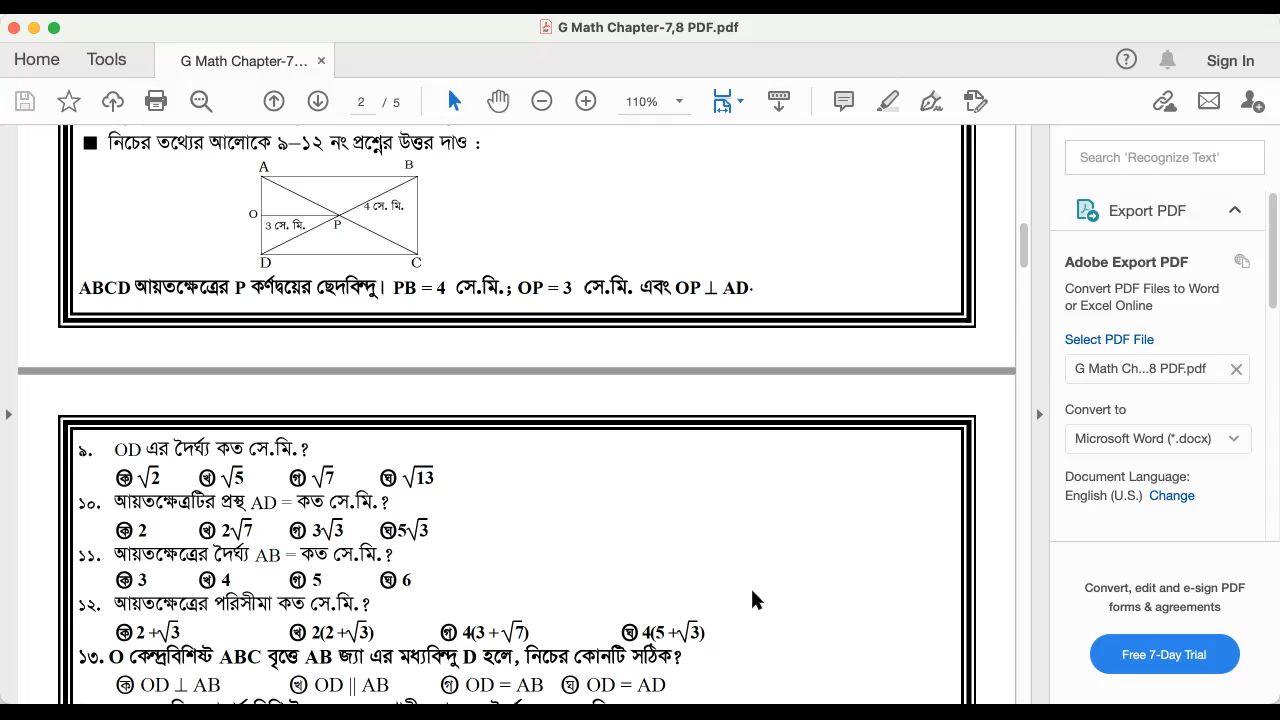 G Math Chapter-7,8 PDF.pdf
Home Tools G Math Chapter-7... × Sign In
2 / 5 110%
■ নিচের তথ্যের আলোকে ৯–১২ নং প্রশ্নের উত্তর দাও :
A B
4 সে. মি.
O
3 সে. মি. P
D C
ABCD আয়তক্ষেত্রের P কর্ণদ্বয়ের ছেদবিন্দু। PB = 4 সে.মি.; OP = 3 সে.মি. এবং OP ⊥ AD.
৯. OD এর দৈর্ঘ্য কত সে.মি.?
ক √2 খ √5 গ √7 ঘ √13
১০. আয়তক্ষেত্রটির প্রস্থ AD = কত সে.মি.?
ক 2 খ 2√7 গ 3√3 ঘ 5√3
১১. আয়তক্ষেত্রের দৈর্ঘ্য AB = কত সে.মি.?
ক 3 খ 4 গ 5 ঘ 6
১২. আয়তক্ষেত্রের পরিসীমা কত সে.মি.?
ক 2 +√3 খ 2(2 +√3) গ 4(3 + √7) ঘ 4(5 +√3)
১৩. O কেন্দ্রবিশিষ্ট ABC বৃত্তে AB জ্যা এর মধ্যবিন্দু D হলে, নিচের কোনটি সঠিক?
ক OD ⊥ AB খ OD || AB গ OD = AB ঘ OD = AD
Search 'Recognize Text'
Export PDF
Adobe Export PDF
Convert PDF Files to Word
or Excel Online
Select PDF File
G Math Ch...8 PDF.pdf
Convert to
Microsoft Word (*.docx)
Document Language:
English (U.S.) Change
Convert, edit and e-sign PDF
forms & agreements
Free 7-Day Trial